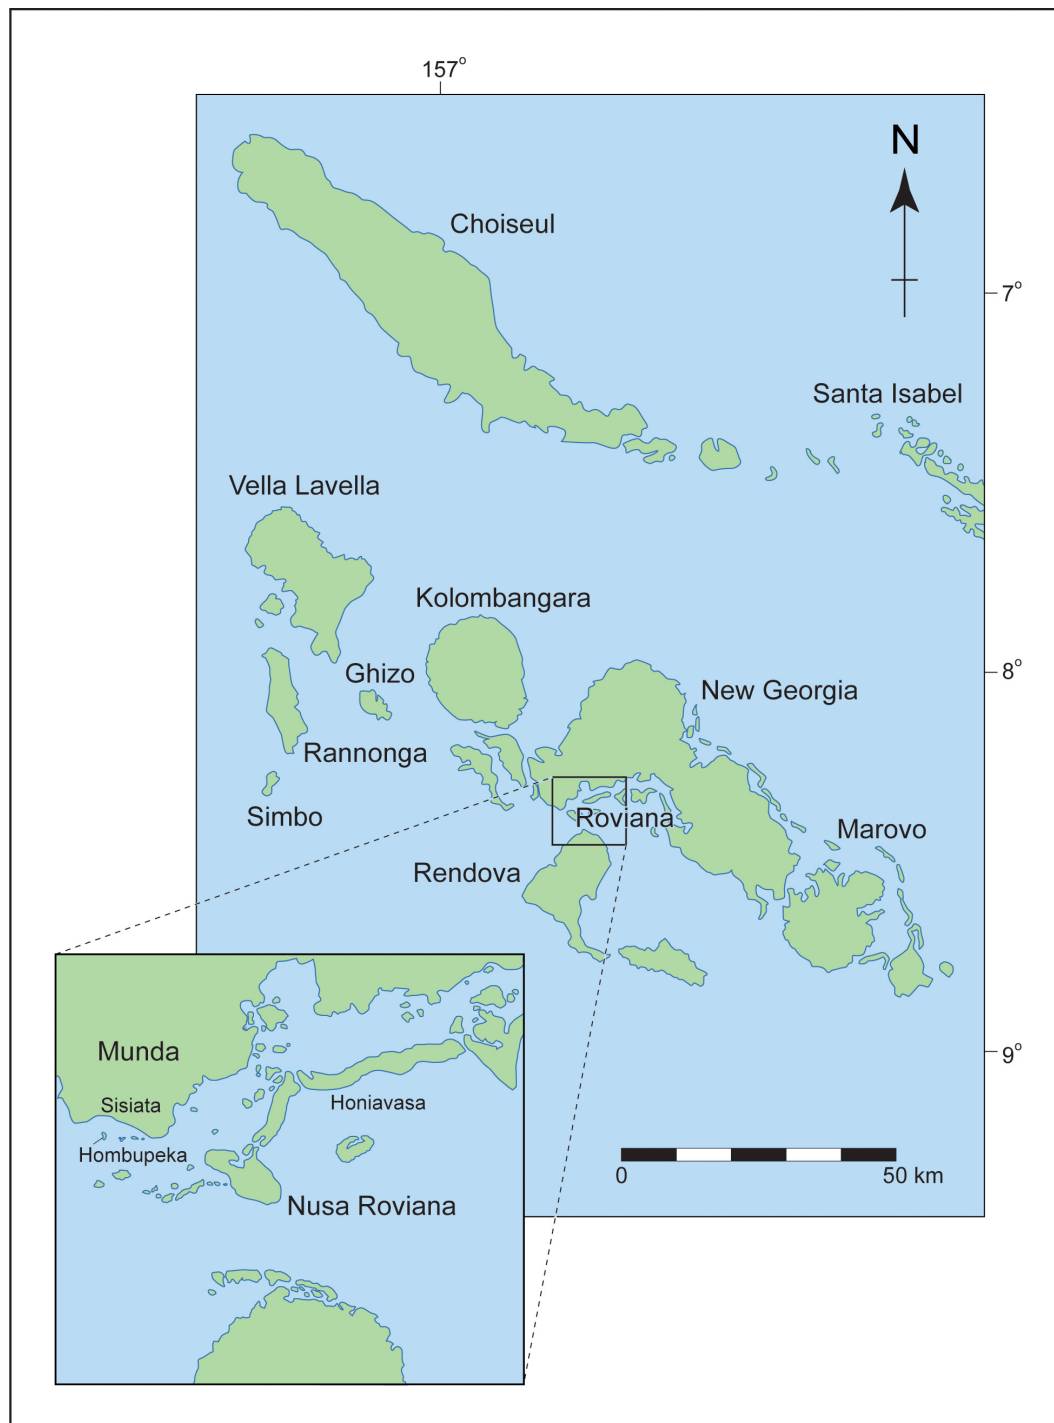 157°
N
Choiseul
7°
Santa Isabel
Vella Lavella
Kolombangara
Ghizo
8°
New Georgia
Rannonga
Simbo
Roviana
Marovo
Rendova
Munda
9°
Sisiata
Honiavasa
Hombupeka
0
50 km
Nusa Roviana